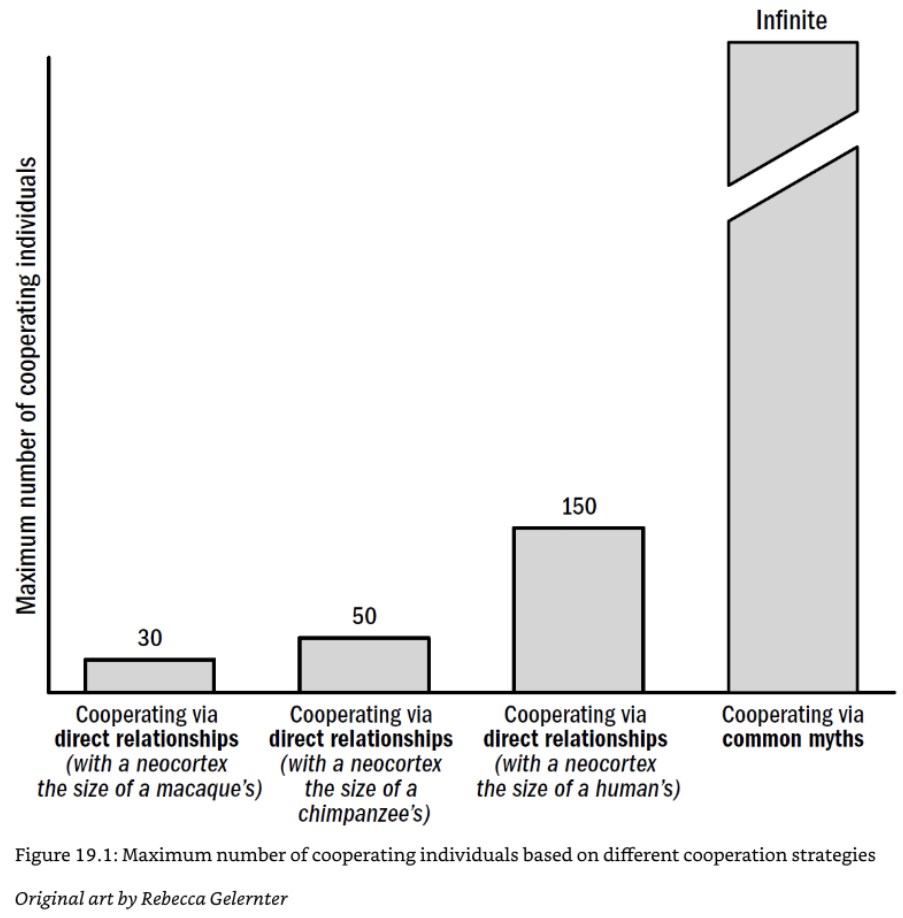 Infinite
Maximum number of cooperating individuals
150
50
30
Cooperating via
direct relationships
(with a neocortex
the size of a macaque's)
Cooperating via
direct relationships
(with a neocortex
the size of a
chimpanzee's)
Cooperating via
direct relationships
(with a neocortex
the size of a human's)
Cooperating via
common myths
Figure 19.1: Maximum number of cooperating individuals based on different cooperation strategies
Original art by Rebecca Gelernter